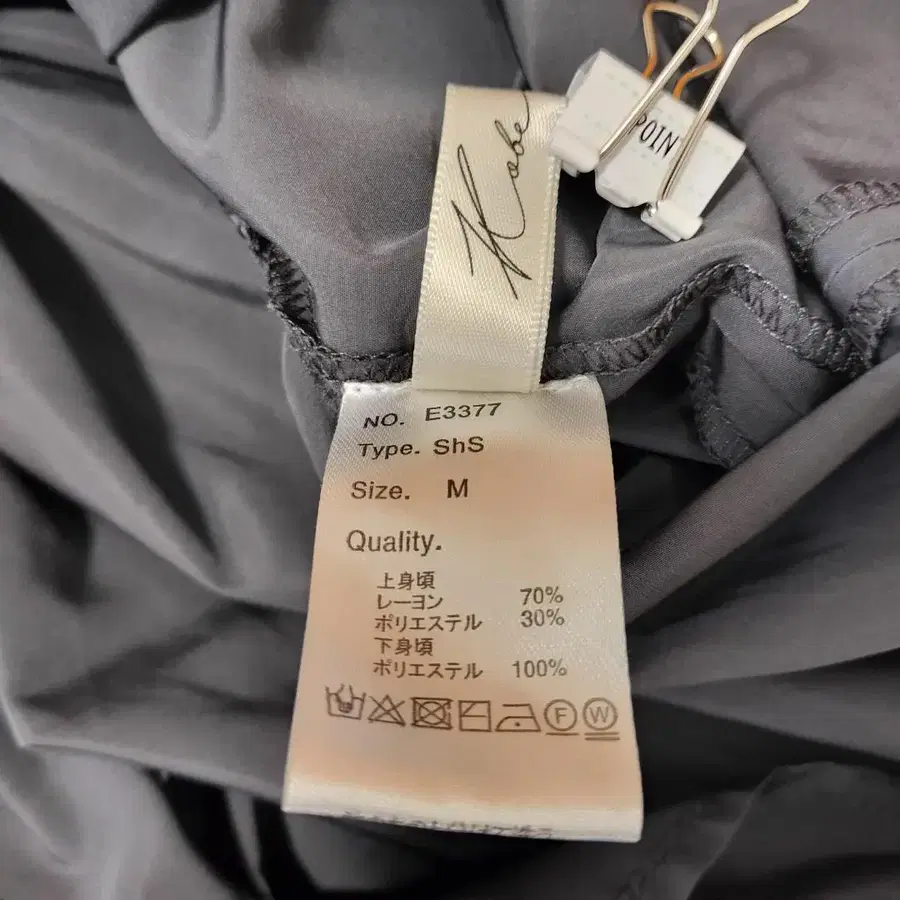 Kobe
POIN
NO. E3377
Type. ShS
Size. M
Quality.
上身頃
レーヨン 70%
ポリエステル 30%
下身頃
ポリエステル 100%
F W